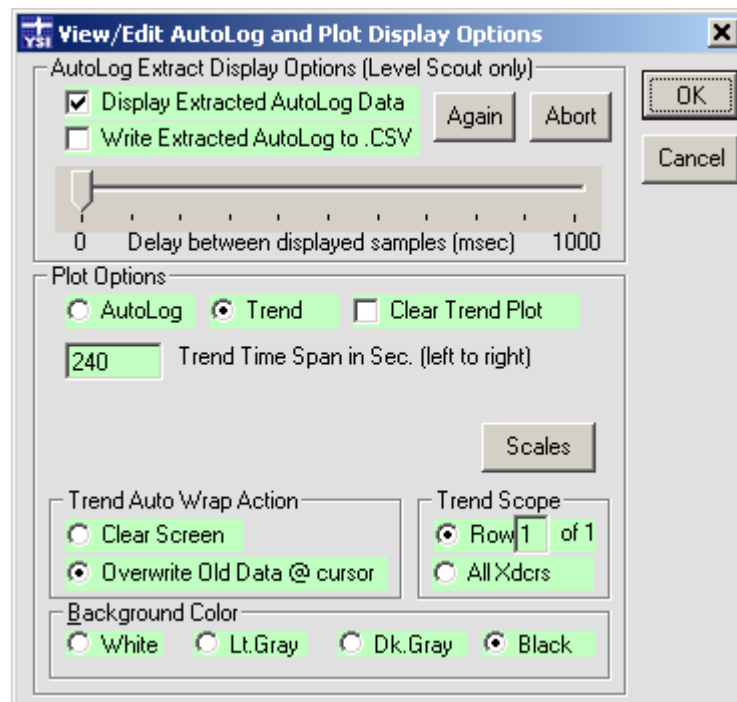 YSI View/Edit AutoLog and Plot Display Options
AutoLog Extract Display Options (Level Scout only)
Display Extracted AutoLog Data
Write Extracted AutoLog to .CSV
Again
Abort
OK
Cancel
0 Delay between displayed samples (msec) 1000
Plot Options
AutoLog Trend Clear Trend Plot
240 Trend Time Span in Sec. (left to right)
Scales
Trend Auto Wrap Action
Clear Screen
Overwrite Old Data @ cursor
Trend Scope
Row 1 of 1
All Xdcrs
Background Color
White Lt.Gray Dk.Gray Black